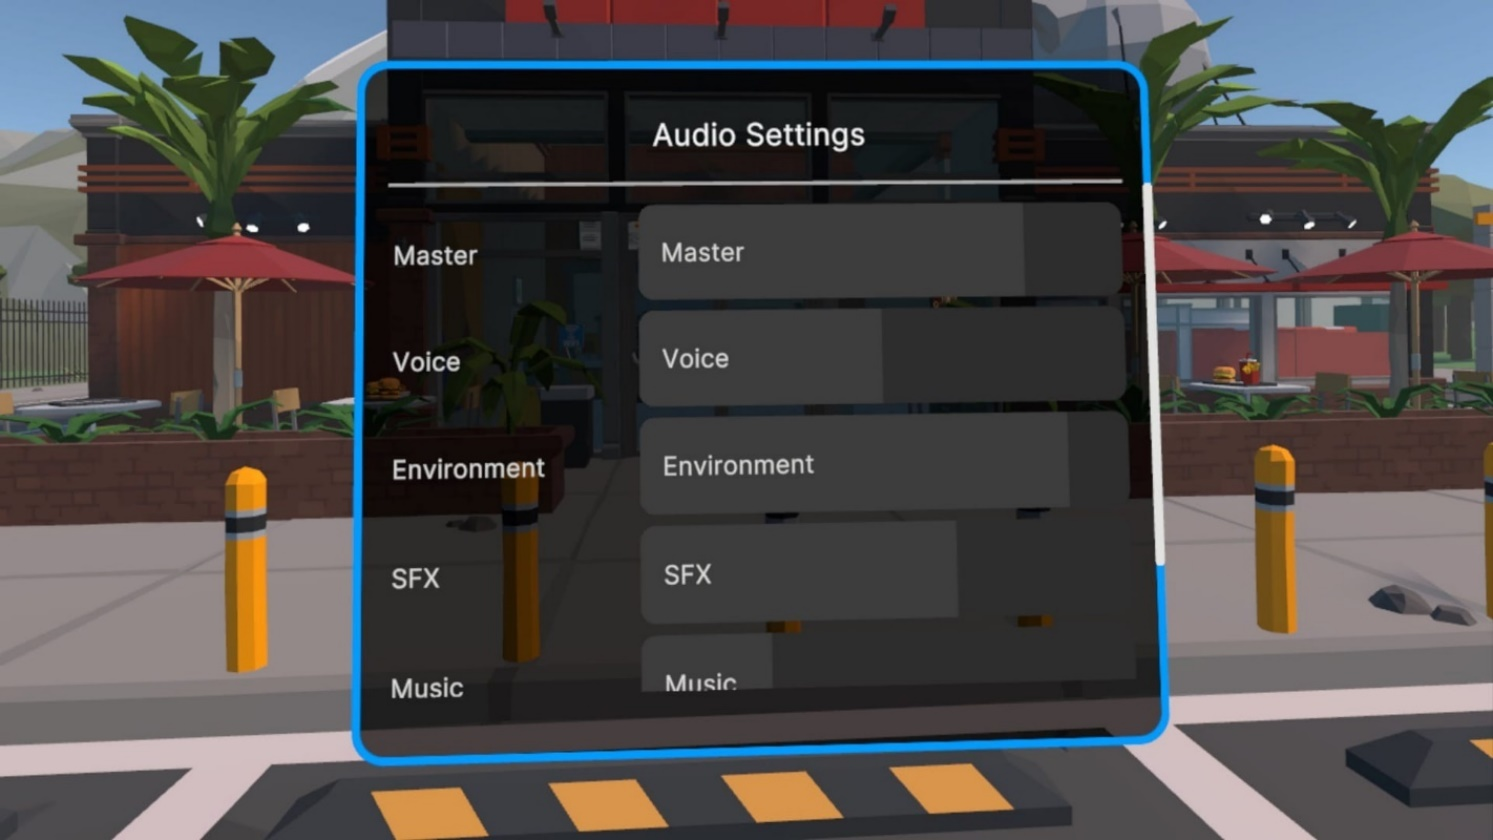 Audio Settings
Master
Master
Voice
Voice
Environment
Environment
SFX
SFX
Music
Music